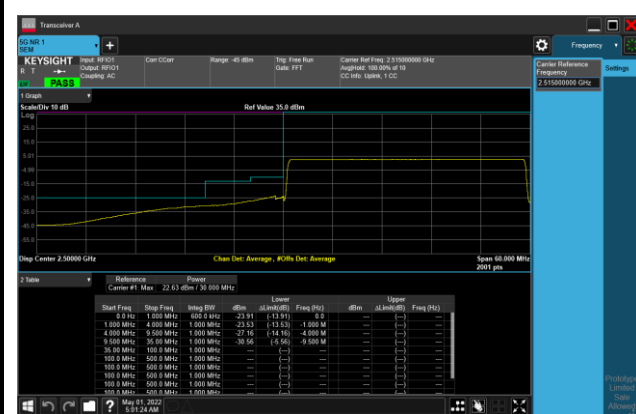 Transceiver A
5G NR 1
SEM
Frequency
KEYSIGHT
R T
PASS
Input: RFIO1
Output: RFIO1
Coupling: AC
Corr CCorr
Range: -45 dBm
Trig: Free Run
Gate: FFT
Carrier Ref Freq: 2.515000000 GHz
Avg|Hold: 100.00% of 10
CC Info: Uplink, 1 CC
Carrier Reference
Frequency
2.515000000 GHz
Settings
1 Graph
Scale/Div 10 dB
Ref Value 35.0 dBm
Log
25.0
15.0
5.01
-4.99
-15.0
-25.0
-35.0
-45.0
-55.0
Disp Center 2.50000 GHz
Chan Det: Average , #Offs Det: Average
Span 60.000 MHz
2001 pts
2 Table
Reference Power
Carrier #1 Max 22.63 dBm / 30.000 MHz
Lower Upper
Start Freq Stop Freq Integ BW dBm ΔLimit(dB) Freq (Hz) dBm ΔLimit(dB) Freq (Hz)
0.0 Hz 1.000 MHz 600.0 kHz -23.91 (-13.91) 0.0 --- (---) ---
1.000 MHz 4.000 MHz 1.000 MHz -23.53 (-13.53) -1.000 M --- (---) ---
4.000 MHz 9.500 MHz 1.000 MHz -27.16 (-14.16) -4.000 M --- (---) ---
9.500 MHz 35.00 MHz 1.000 MHz -30.56 (-5.56) -9.500 M --- (---) ---
35.00 MHz 100.0 MHz 1.000 MHz --- (---) --- --- (---) ---
100.0 MHz 500.0 MHz 1.000 MHz --- (---) --- --- (---) ---
100.0 MHz 500.0 MHz 1.000 MHz --- (---) --- --- (---) ---
100.0 MHz 500.0 MHz 1.000 MHz --- (---) --- --- (---) ---
100.0 MHz 500.0 MHz 1.000 MHz --- (---) --- --- (---) ---
100.0 MHz 500.0 MHz 1.000 MHz --- (---) --- --- (---) ---
Prototype
Limited
Sale
Allowed
?
May 01, 2022
5:01:24 AM